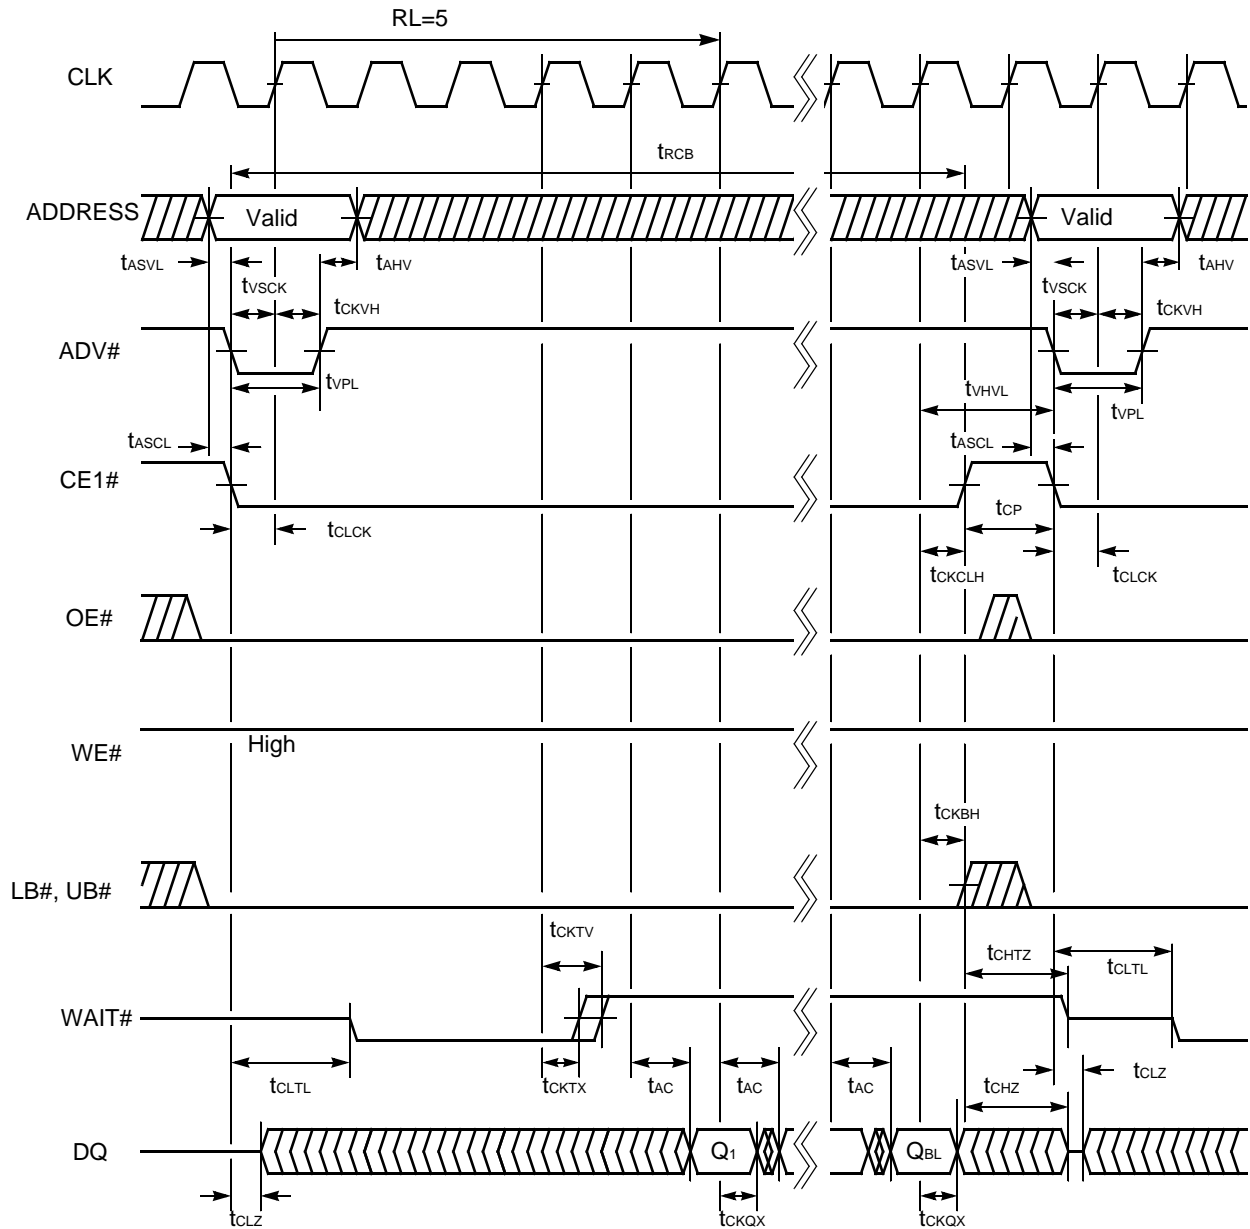 RL=5
CLK
tRCB
ADDRESS
Valid
Valid
tASVL
tAHV
tASVL
tAHV
tVSCK
tVSCK
tCKVH
tCKVH
ADV#
tVPL
tVHVL
tVPL
tASCL
tASCL
CE1#
tCP
tCLCK
tCKCLH
tCLCK
OE#
WE#
High
tCKBH
LB#, UB#
tCKTV
tCHTZ
tCLTL
WAIT#
tCLTL
tCKTX
tAC
tAC
tAC
tCHZ
tCLZ
DQ
Q1
QBL
tCLZ
tCKQX
tCKQX